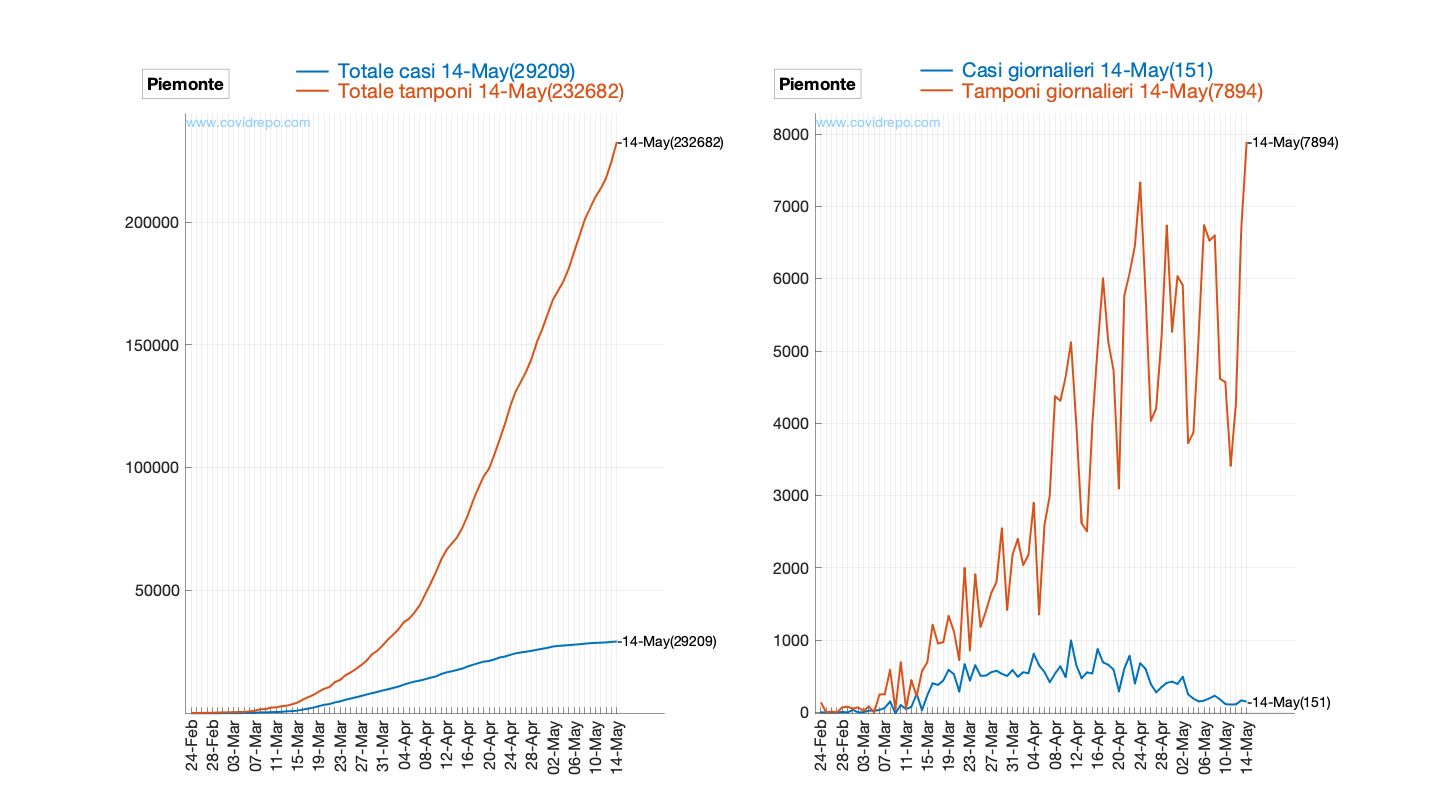 Piemonte
Totale casi 14-May(29209)
Totale tamponi 14-May(232682)
www.covidrepo.com
14-May(232682)
200000
150000
100000
50000
14-May(29209)
24-Feb
28-Feb
03-Mar
07-Mar
11-Mar
15-Mar
19-Mar
23-Mar
27-Mar
31-Mar
04-Apr
08-Apr
12-Apr
16-Apr
20-Apr
24-Apr
28-Apr
02-May
06-May
10-May
14-May
Piemonte
Casi giornalieri 14-May(151)
Tamponi giornalieri 14-May(7894)
www.covidrepo.com
8000
14-May(7894)
7000
6000
5000
4000
3000
2000
1000
0
14-May(151)
24-Feb
28-Feb
03-Mar
07-Mar
11-Mar
15-Mar
19-Mar
23-Mar
27-Mar
31-Mar
04-Apr
08-Apr
12-Apr
16-Apr
20-Apr
24-Apr
28-Apr
02-May
06-May
10-May
14-May